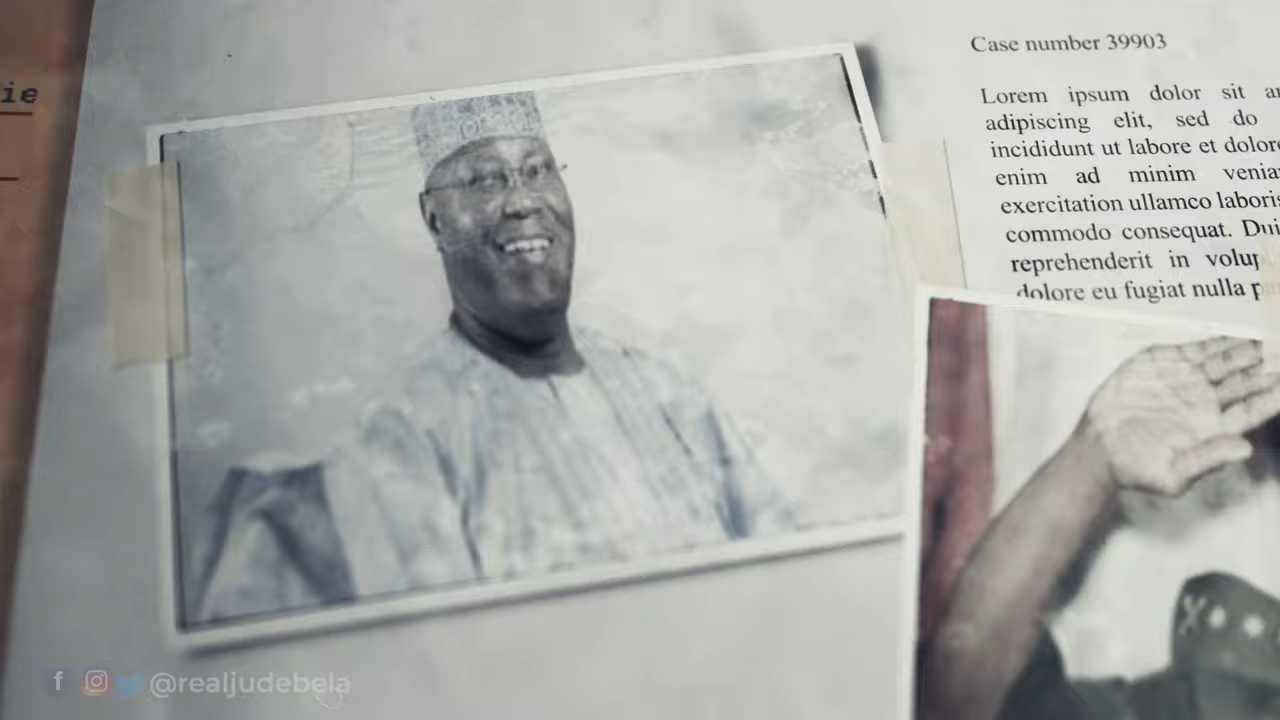 ie
Case number 39903
Lorem ipsum dolor sit
adipiscing elit, sed do
incididunt ut labore et dolore
enim ad minim
exercitation ullamco laboris
commodo consequat. Dui
reprehenderit in volup
dolore eu fugiat nulla
f @realjudebela